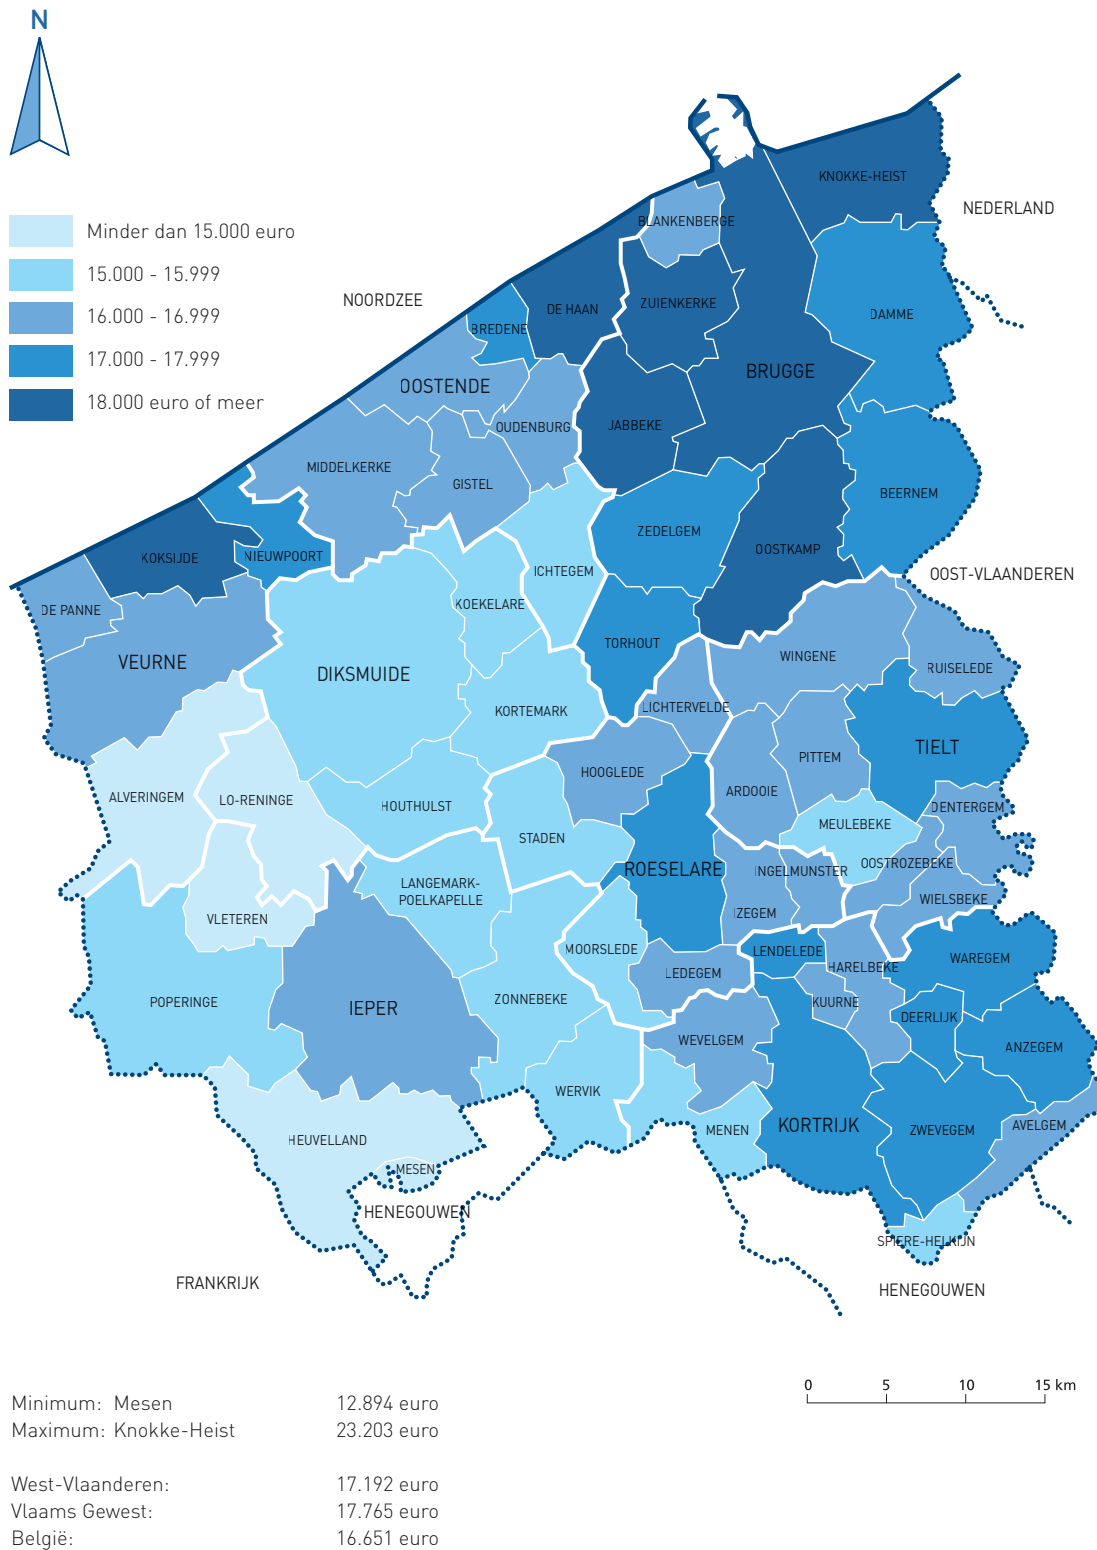 N
KNOKKE-HEIST
NEDERLAND
BLANKENBERGE
Minder dan 15.000 euro
15.000 - 15.999
16.000 - 16.999
17.000 - 17.999
18.000 euro of meer
NOORDZEE
ZUIENKERKE
DE HAAN
DAMME
BREDENE
BRUGGE
OOSTENDE
JABBEKE
OUDENBURG
MIDDELKERKE
GISTEL
BEERNEM
ZEDELGEM
OOSTKAMP
KOKSIJDE
NIEUWPOORT
ICHTEGEM
OOST-VLAANDEREN
DE PANNE
KOEKELARE
TORHOUT
VEURNE
WINGENE
RUISELEDE
DIKSMUIDE
KORTEMARK
LICHTERVELDE
TIELT
PITTEM
HOOGLEDE
ARDOOIE
ALVERINGEM
LO-RENINGE
HOUTHULST
DENTERGEM
STADEN
MEULEBEKE
OOSTROZEBEKE
ROESELARE
INGELMUNSTER
LANGEMARK-
POELKAPELLE
WIELSBEKE
VLETEREN
IZEGEM
MOORSLEDE
LENDELEDE
WAREGEM
HARELBEKE
LEDEGEM
POPERINGE
IEPER
ZONNEBEKE
KUURNE
DEERLIJK
WEVELGEM
ANZEGEM
WERVIK
KORTRIJK
AVELGEM
MENEN
ZWEVEGEM
HEUVELLAND
MESEN
HENEGOUWEN
SPIERE-HELKIJN
FRANKRIJK
HENEGOUWEN
0 5 10 15 km
Minimum: Mesen 12.894 euro
Maximum: Knokke-Heist 23.203 euro
West-Vlaanderen: 17.192 euro
Vlaams Gewest: 17.765 euro
België: 16.651 euro